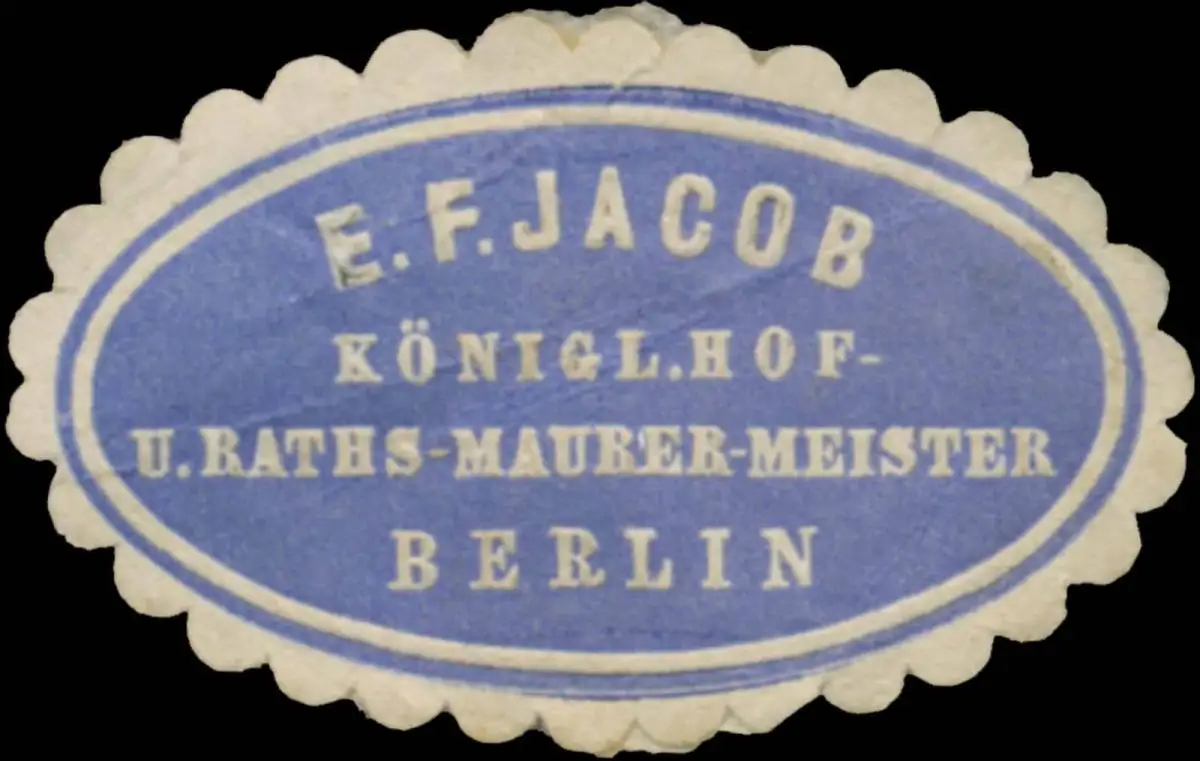 E. F. JACOB
KÖNIGL. HOF-
U. RATHS-MAURER-MEISTER
BERLIN